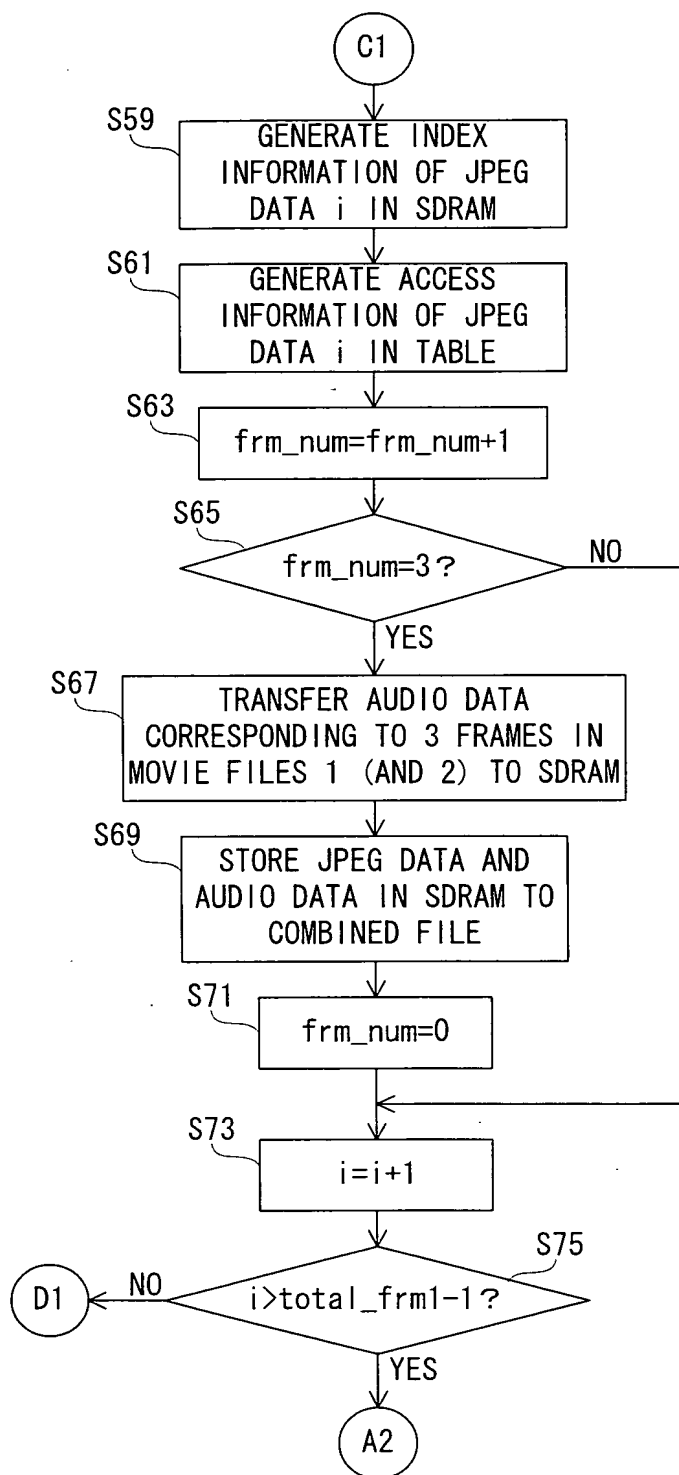 C1
S59
GENERATE INDEX
INFORMATION OF JPEG
DATA i IN SDRAM
S61
GENERATE ACCESS
INFORMATION OF JPEG
DATA i IN TABLE
S63
frm_num=frm_num+1
S65
frm_num=3?
NO
YES
S67
TRANSFER AUDIO DATA
CORRESPONDING TO 3 FRAMES IN
MOVIE FILES 1 (AND 2) TO SDRAM
S69
STORE JPEG DATA AND
AUDIO DATA IN SDRAM TO
COMBINED FILE
S71
frm_num=0
S73
i=i+1
S75
i>total_frm1-1?
NO
D1
YES
A2